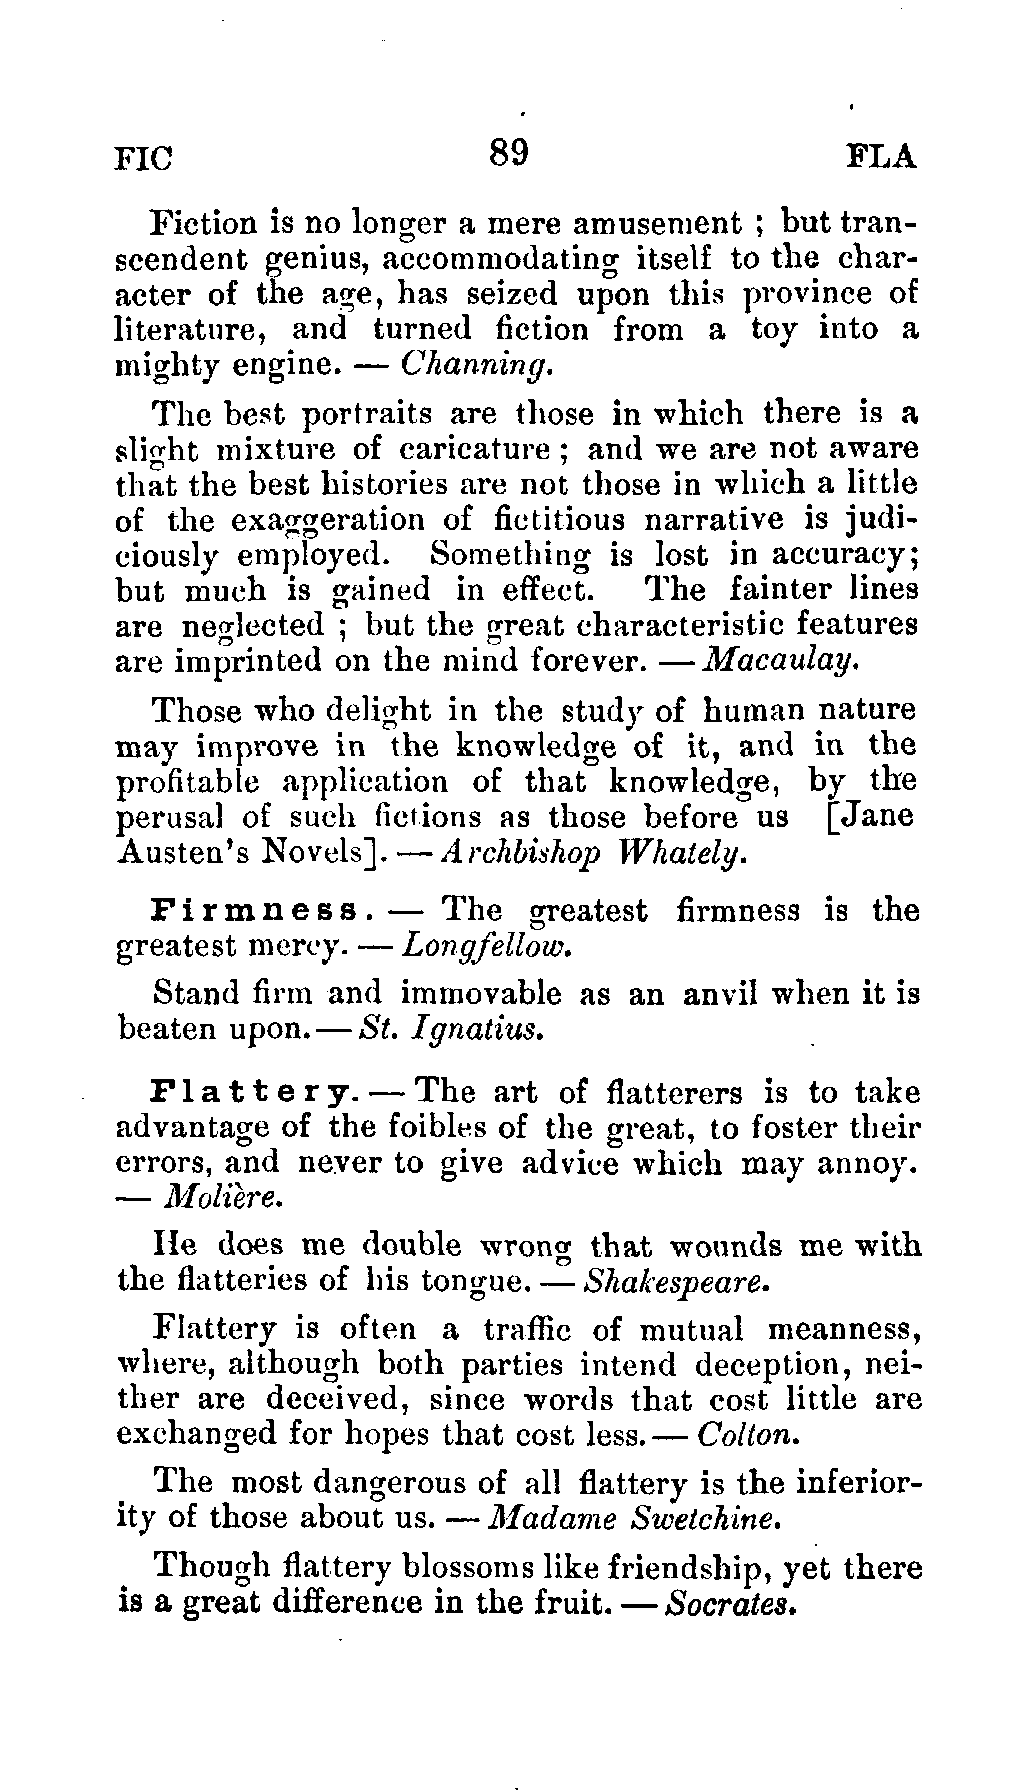 FIC 89 FLA
Fiction is no longer a mere amusement ; but tran-
scendent genius, accommodating itself to the char-
acter of the age, has seized upon this province of
literature, and turned fiction from a toy into a
mighty engine. — Channing.
The best portraits are those in which there is a
slight mixture of caricature ; and we are not aware
that the best histories are not those in which a little
of the exaggeration of fictitious narrative is judi-
ciously employed. Something is lost in accuracy;
but much is gained in effect. The fainter lines
are neglected ; but the great characteristic features
are imprinted on the mind forever. — Macaulay.
Those who delight in the study of human nature
may improve in the knowledge of it, and in the
profitable application of that knowledge, by the
perusal of such fictions as those before us [Jane
Austen's Novels]. — Archbishop Whately.
Firmness. — The greatest firmness is the
greatest mercy. — Longfellow.
Stand firm and immovable as an anvil when it is
beaten upon. — St. Ignatius.
Flattery. — The art of flatterers is to take
advantage of the foibles of the great, to foster their
errors, and never to give advice which may annoy.
— Molière.
He does me double wrong that wounds me with
the flatteries of his tongue. — Shakespeare.
Flattery is often a traffic of mutual meanness,
where, although both parties intend deception, nei-
ther are deceived, since words that cost little are
exchanged for hopes that cost less. — Colton.
The most dangerous of all flattery is the inferior-
ity of those about us. — Madame Swetchine.
Though flattery blossoms like friendship, yet there
is a great difference in the fruit. — Socrates.